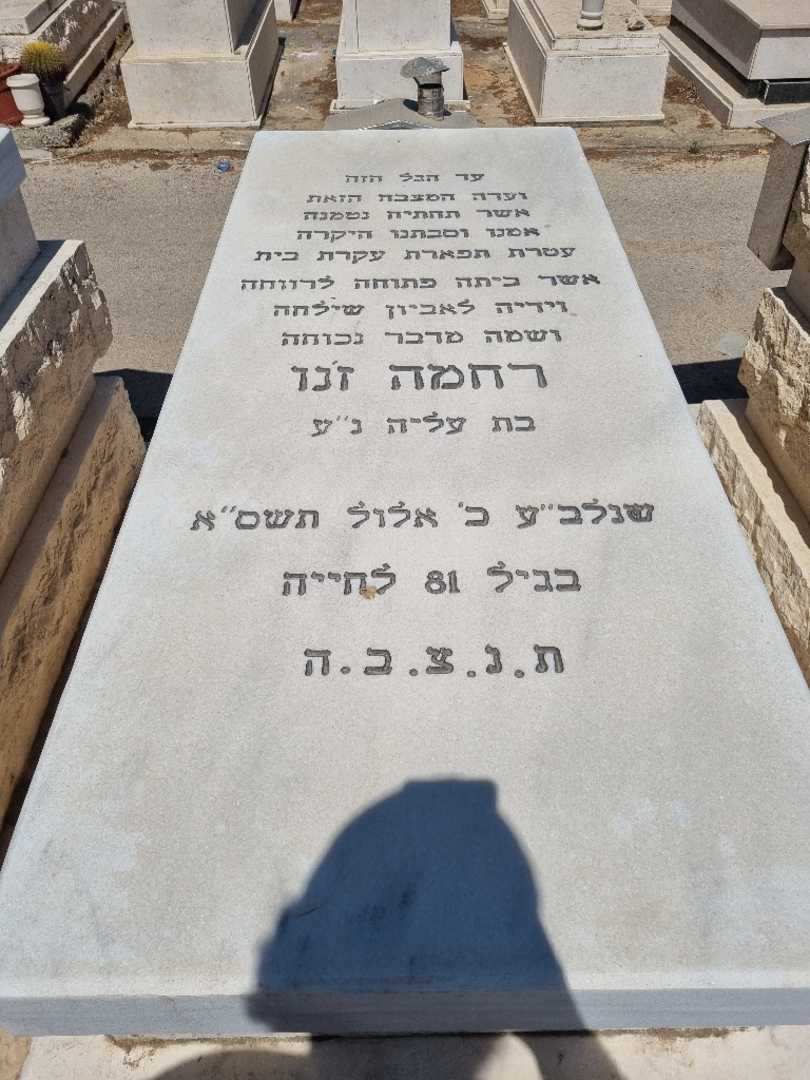 עד הגל הזה
ועדה המצבה הזאת
אשר תחתיה נטמנה
אמנו וסבתנו היקרה
עטרת תפארת עקרת בית
אשר ביתה פתוחה לרווחה
וידיה לאביון שילחה
ושמה מדבר נכוחה
רחמה ז'נו
בת עליה נ"ע
שנלב"ע כ' אלול תשס"א
בגיל 81 לחייה
ת.נ.צ.ב.ה